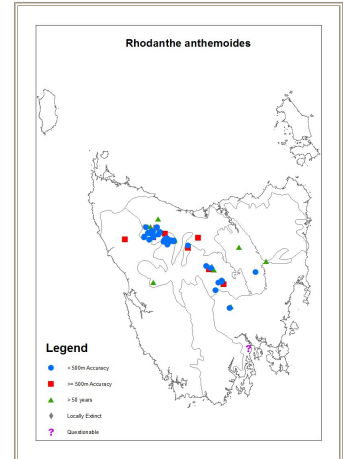 Rhodanthe anthemoides
?
Legend
< 500m Accuracy
>= 500m Accuracy
> 50 years
Locally Extinct
? Questionable